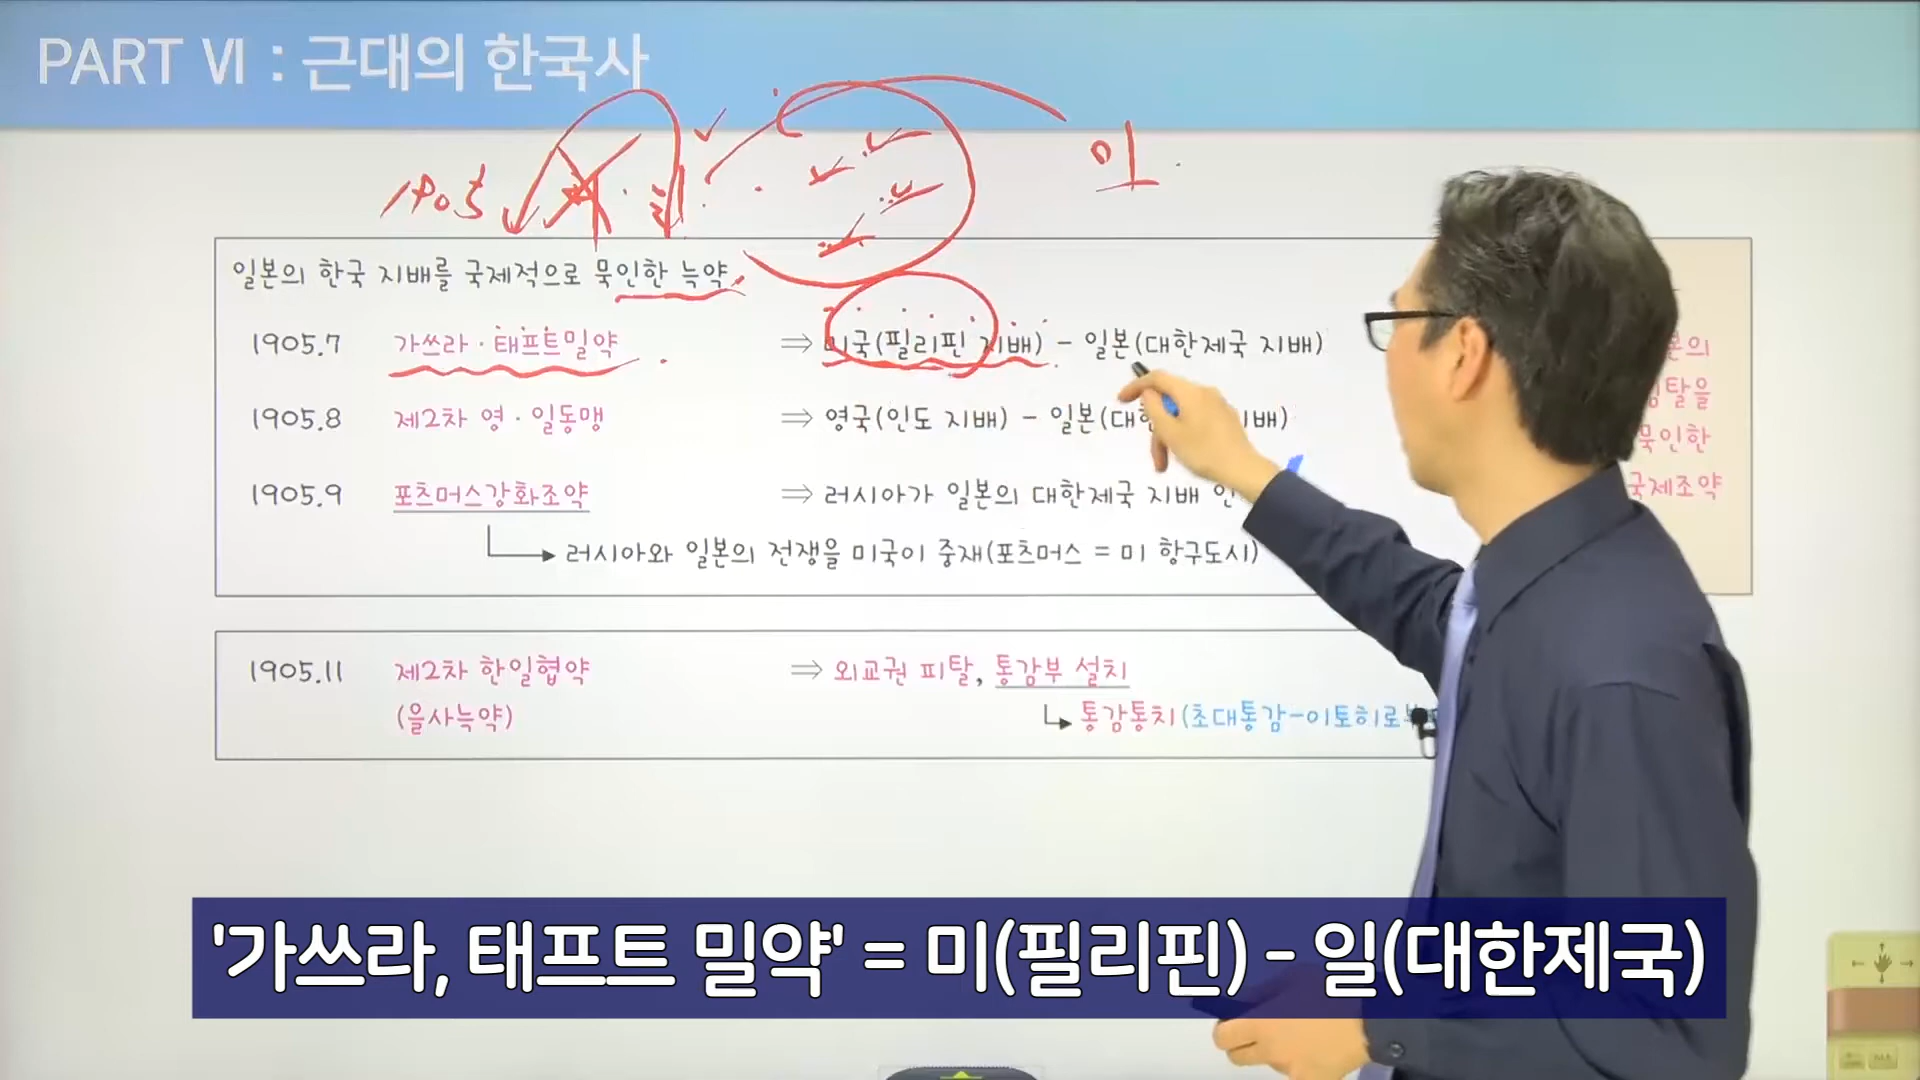 PART Ⅵ : 근대의 한국사
1905
일
일본의 한국 지배를 국제적으로 묵인한 늑약
1905.7 가쓰라·태프트밀약 ⇒ 미국(필리핀 지배) - 일본(대한제국 지배)
1905.8 제2차 영·일동맹 ⇒ 영국(인도 지배) - 일본(대한 지배)
1905.9 포츠머스강화조약 ⇒ 러시아가 일본의 대한제국 지배 인
러시아와 일본의 전쟁을 미국이 중재(포츠머스 = 미 항구도시)
묵인한
국제조약
1905.11 제2차 한일협약 ⇒ 외교권 피탈, 통감부 설치
(을사늑약) 통감통치(초대통감-이토히로부
'가쓰라, 태프트 밀약' = 미(필리핀) - 일(대한제국)